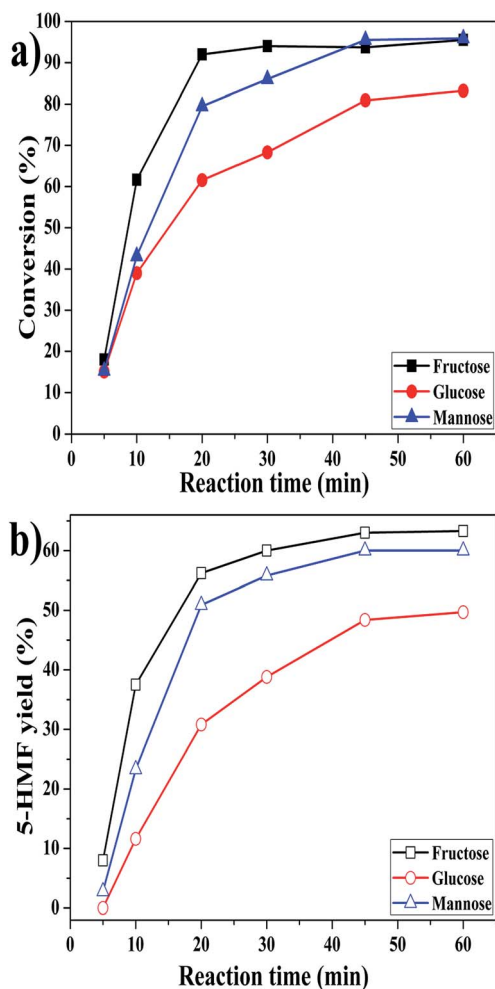 a)
Conversion (%)
100
90
80
70
60
50
40
30
20
10
0
Fructose
Glucose
Mannose
0 10 20 30 40 50 60
Reaction time (min)
b)
5-HMF yield (%)
60
50
40
30
20
10
0
Fructose
Glucose
Mannose
0 10 20 30 40 50 60
Reaction time (min)